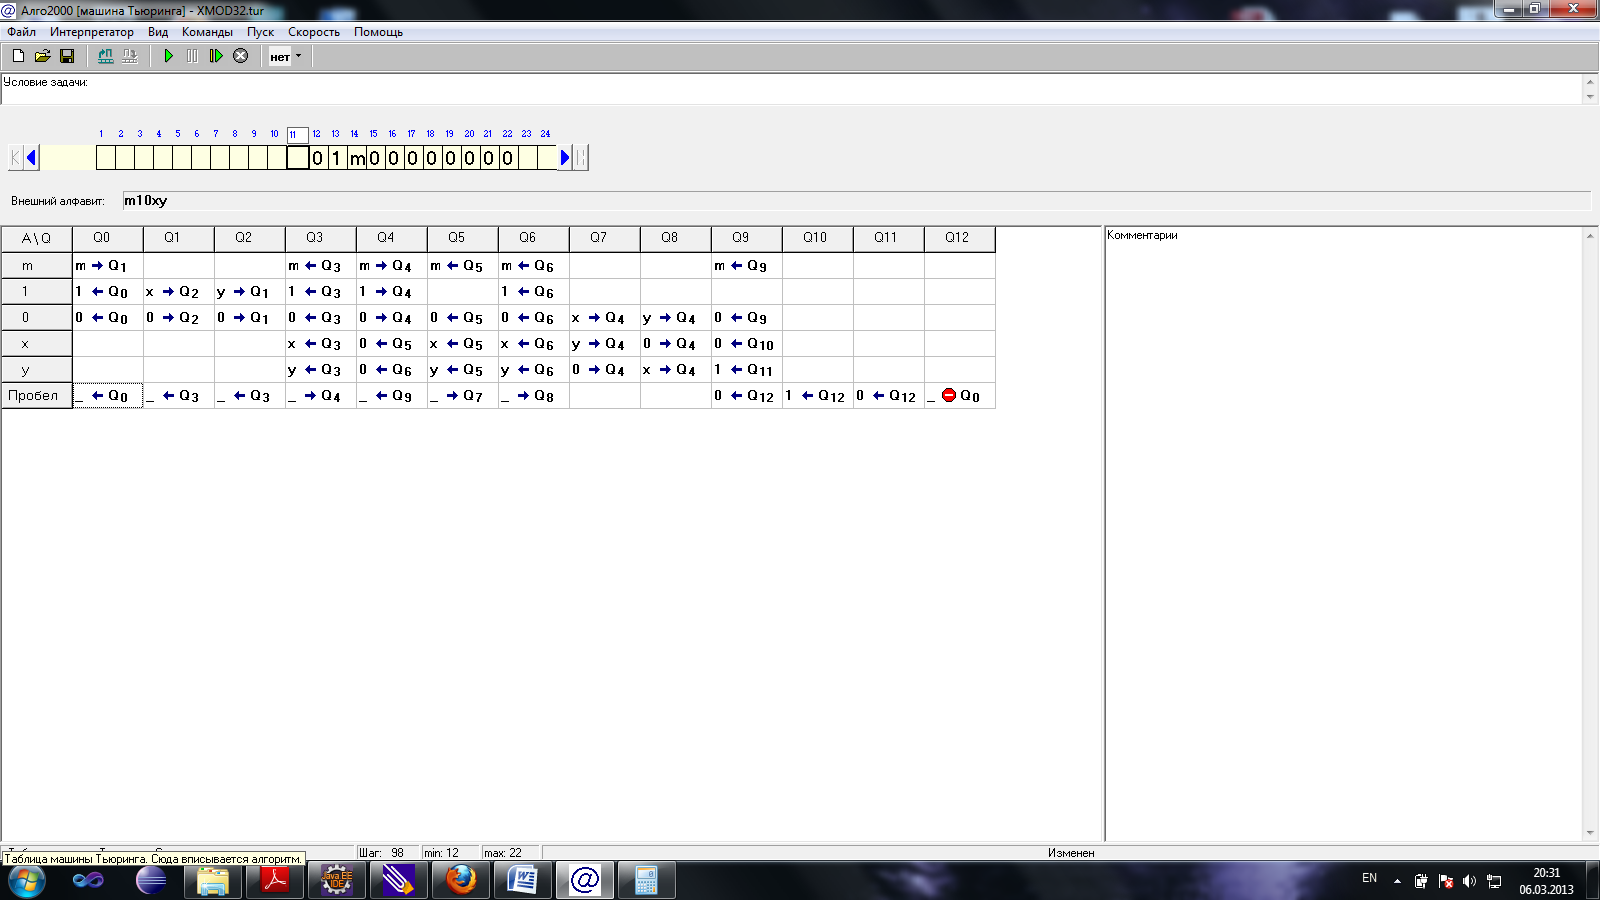 Алго2000 [машина Тьюринга] - XMOD32.tur
Файл Интерпретатор Вид Команды Пуск Скорость Помощь
нет
Условие задачи:
1 2 3 4 5 6 7 8 9 10 11 12 13 14 15 16 17 18 19 20 21 22 23 24
0 1 m 0 0 0 0 0 0 0 0
Внешний алфавит: m10xy
A\Q Q0 Q1 Q2 Q3 Q4 Q5 Q6 Q7 Q8 Q9 Q10 Q11 Q12
m m → Q1 m ← Q3 m → Q4 m ← Q5 m ← Q6 m ← Q9
1 1 ← Q0 x → Q2 y → Q1 1 ← Q3 1 → Q4 1 ← Q6
0 0 ← Q0 0 → Q2 0 → Q1 0 ← Q3 0 → Q4 0 ← Q5 0 ← Q6 x → Q4 y → Q4 0 ← Q9
x x ← Q3 0 ← Q5 x ← Q5 x ← Q6 y → Q4 0 → Q4 0 ← Q10
y y ← Q3 0 ← Q6 y ← Q5 y ← Q6 0 → Q4 x → Q4 1 ← Q11
Пробел _ ← Q0 _ ← Q3 _ ← Q3 _ → Q4 _ ← Q9 _ → Q7 _ → Q8 0 ← Q12 1 ← Q12 0 ← Q12 _ Q0
Комментарии
Шаг: 98 min: 12 max: 22 Изменен
Таблица машины Тьюринга. Сюда вписывается алгоритм.
Java EE
IDE
EN
20:31
06.03.2013